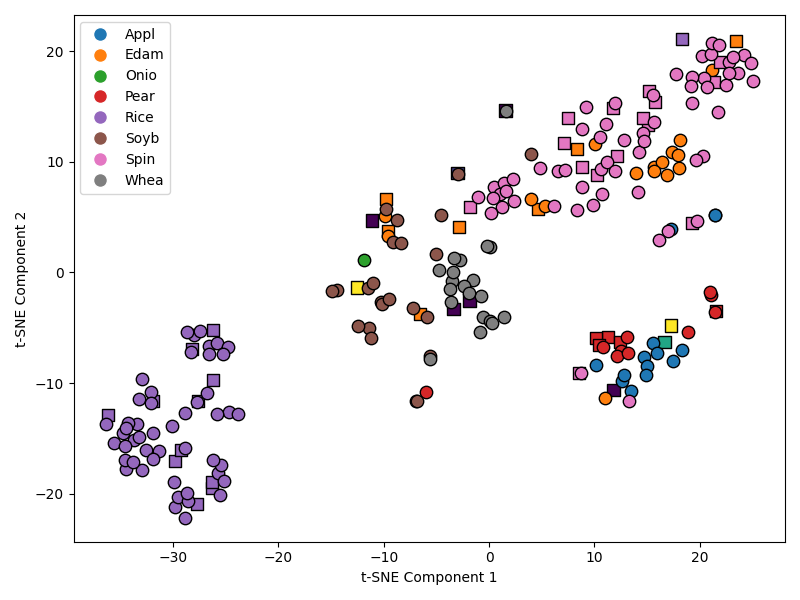 Appl
Edam
Onio
Pear
Rice
Soyb
Spin
Whea
20
10
0
−10
−20
t-SNE Component 2
−30 −20 −10 0 10 20
t-SNE Component 1